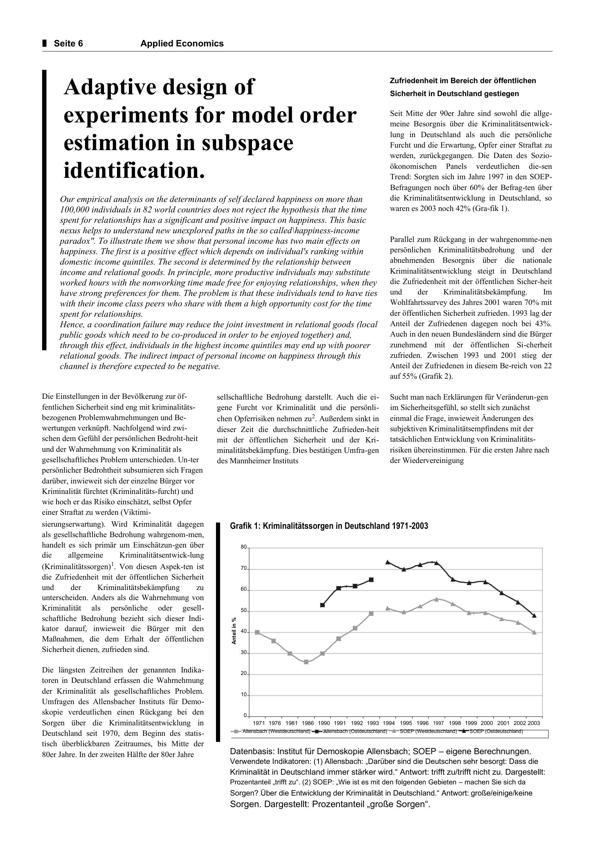 Seite 6
Applied Economics
Adaptive design of
experiments for model order
estimation in subspace
identification.
Our empirical analysis on the determinants of self declared happiness on more than
100,000 individuals in 82 world countries does not reject the hypothesis that the time
spent for relationships has a significant and positive impact on happiness. This basic
nexus helps to understand new unexplored paths in the so called\happiness-income
paradox". To illustrate them we show that personal income has two main effects on
happiness. The first is a positive effect which depends on individual's ranking within
domestic income quintiles. The second is determined by the relationship between
income and relational goods. In principle, more productive individuals may substitute
worked hours with the nonworking time made free for enjoying relationships, when they
have strong preferences for them. The problem is that these individuals tend to have ties
with their income class peers who share with them a high opportunity cost for the time
spent for relationships.
Hence, a coordination failure may reduce the joint investment in relational goods (local
public goods which need to be co-produced in order to be enjoyed together) and,
through this effect, individuals in the highest income quintiles may end up with poorer
relational goods. The indirect impact of personal income on happiness through this
channel is therefore expected to be negative.
Die Einstellungen in der Bevölkerung zur öf-
fentlichen Sicherheit sind eng mit kriminalitäts-
bezogenen Problemwahrnehmungen und Be-
wertungen verknüpft. Nachfolgend wird zwi-
schen dem Gefühl der persönlichen Bedroht-heit
und der Wahrnehmung von Kriminalität als
gesellschaftliches Problem unterschieden. Un-ter
persönlicher Bedrohtheit subsumieren sich Fragen
darüber, inwieweit sich der einzelne Bürger vor
Kriminalität fürchtet (Kriminalitäts-furcht) und
wie hoch er das Risiko einschätzt, selbst Opfer
einer Straftat zu werden (Viktimi-
sierungserwartung). Wird Kriminalität dagegen
als gesellschaftliche Bedrohung wahrgenom-men,
handelt es sich primär um Einschätzun-gen über
die allgemeine Kriminalitätsentwick-lung
(Kriminalitätssorgen)1. Von diesen Aspek-ten ist
die Zufriedenheit mit der öffentlichen Sicherheit
und der Kriminalitätsbekämpfung zu
unterscheiden. Anders als die Wahrnehmung von
Kriminalität als persönliche oder gesell-
schaftliche Bedrohung bezieht sich dieser Indi-
kator darauf, inwieweit die Bürger mit den
Maßnahmen, die dem Erhalt der öffentlichen
Sicherheit dienen, zufrieden sind.
Die längsten Zeitreihen der genannten Indika-
toren in Deutschland erfassen die Wahrnehmung
der Kriminalität als gesellschaftliches Problem.
Umfragen des Allensbacher Instituts für Demo-
skopie verdeutlichen einen Rückgang bei den
Sorgen über die Kriminalitätsentwicklung in
Deutschland seit 1970, dem Beginn des statis-
tisch überblickbaren Zeitraumes, bis Mitte der
80er Jahre. In der zweiten Hälfte der 80er Jahre
sellschaftliche Bedrohung darstellt. Auch die ei-
gene Furcht vor Kriminalität und die persönli-
chen Opferrisiken nehmen zu2. Außerdem sinkt in
dieser Zeit die durchschnittliche Zufrieden-heit
mit der öffentlichen Sicherheit und der Kri-
minalitätsbekämpfung. Dies bestätigen Umfra-gen
des Mannheimer Instituts
Zufriedenheit im Bereich der öffentlichen
Sicherheit in Deutschland gestiegen
Seit Mitte der 90er Jahre sind sowohl die allge-
meine Besorgnis über die Kriminalitätsentwick-
lung in Deutschland als auch die persönliche
Furcht und die Erwartung, Opfer einer Straftat zu
werden, zurückgegangen. Die Daten des Sozio-
ökonomischen Panels verdeutlichen die-sen
Trend: Sorgten sich im Jahre 1997 in den SOEP-
Befragungen noch über 60% der Befrag-ten über
die Kriminalitätsentwicklung in Deutschland, so
waren es 2003 noch 42% (Gra-fik 1).
Parallel zum Rückgang in der wahrgenomme-nen
persönlichen Kriminalitätsbedrohung und der
abnehmenden Besorgnis über die nationale
Kriminalitätsentwicklung steigt in Deutschland
die Zufriedenheit mit der öffentlichen Sicher-heit
und der Kriminalitätsbekämpfung. Im
Wohlfahrtssurvey des Jahres 2001 waren 70% mit
der öffentlichen Sicherheit zufrieden. 1993 lag der
Anteil der Zufriedenen dagegen noch bei 43%.
Auch in den neuen Bundesländern sind die Bürger
zunehmend mit der öffentlichen Si-cherheit
zufrieden. Zwischen 1993 und 2001 stieg der
Anteil der Zufriedenen in diesem Be-reich von 22
auf 55% (Grafik 2).
Sucht man nach Erklärungen für Veränderun-gen
im Sicherheitsgefühl, so stellt sich zunächst
einmal die Frage, inwieweit Änderungen des
subjektiven Kriminalitätsempfindens mit der
tatsächlichen Entwicklung von Kriminalitäts-
risiken übereinstimmen. Für die ersten Jahre nach
der Wiedervereinigung
Grafik 1: Kriminalitätssorgen in Deutschland 1971-2003
Anteil in %
80
70
60
50
40
30
20
10
0
1971 1976 1981 1986 1990 1991 1992 1993 1994 1995 1996 1997 1998 1999 2000 2001 2002 2003
Allensbach (Westdeutschland) Allensbach (Ostdeutschland) SOEP (Westdeutschland) SOEP (Ostdeutschland)
Datenbasis: Institut für Demoskopie Allensbach; SOEP – eigene Berechnungen.
Verwendete Indikatoren: (1) Allensbach: „Darüber sind die Deutschen sehr besorgt: Dass die
Kriminalität in Deutschland immer stärker wird.“ Antwort: trifft zu/trifft nicht zu. Dargestellt:
Prozentanteil „trifft zu“. (2) SOEP: „Wie ist es mit den folgenden Gebieten – machen Sie sich da
Sorgen? Über die Entwicklung der Kriminalität in Deutschland.“ Antwort: große/einige/keine
Sorgen. Dargestellt: Prozentanteil „große Sorgen“.